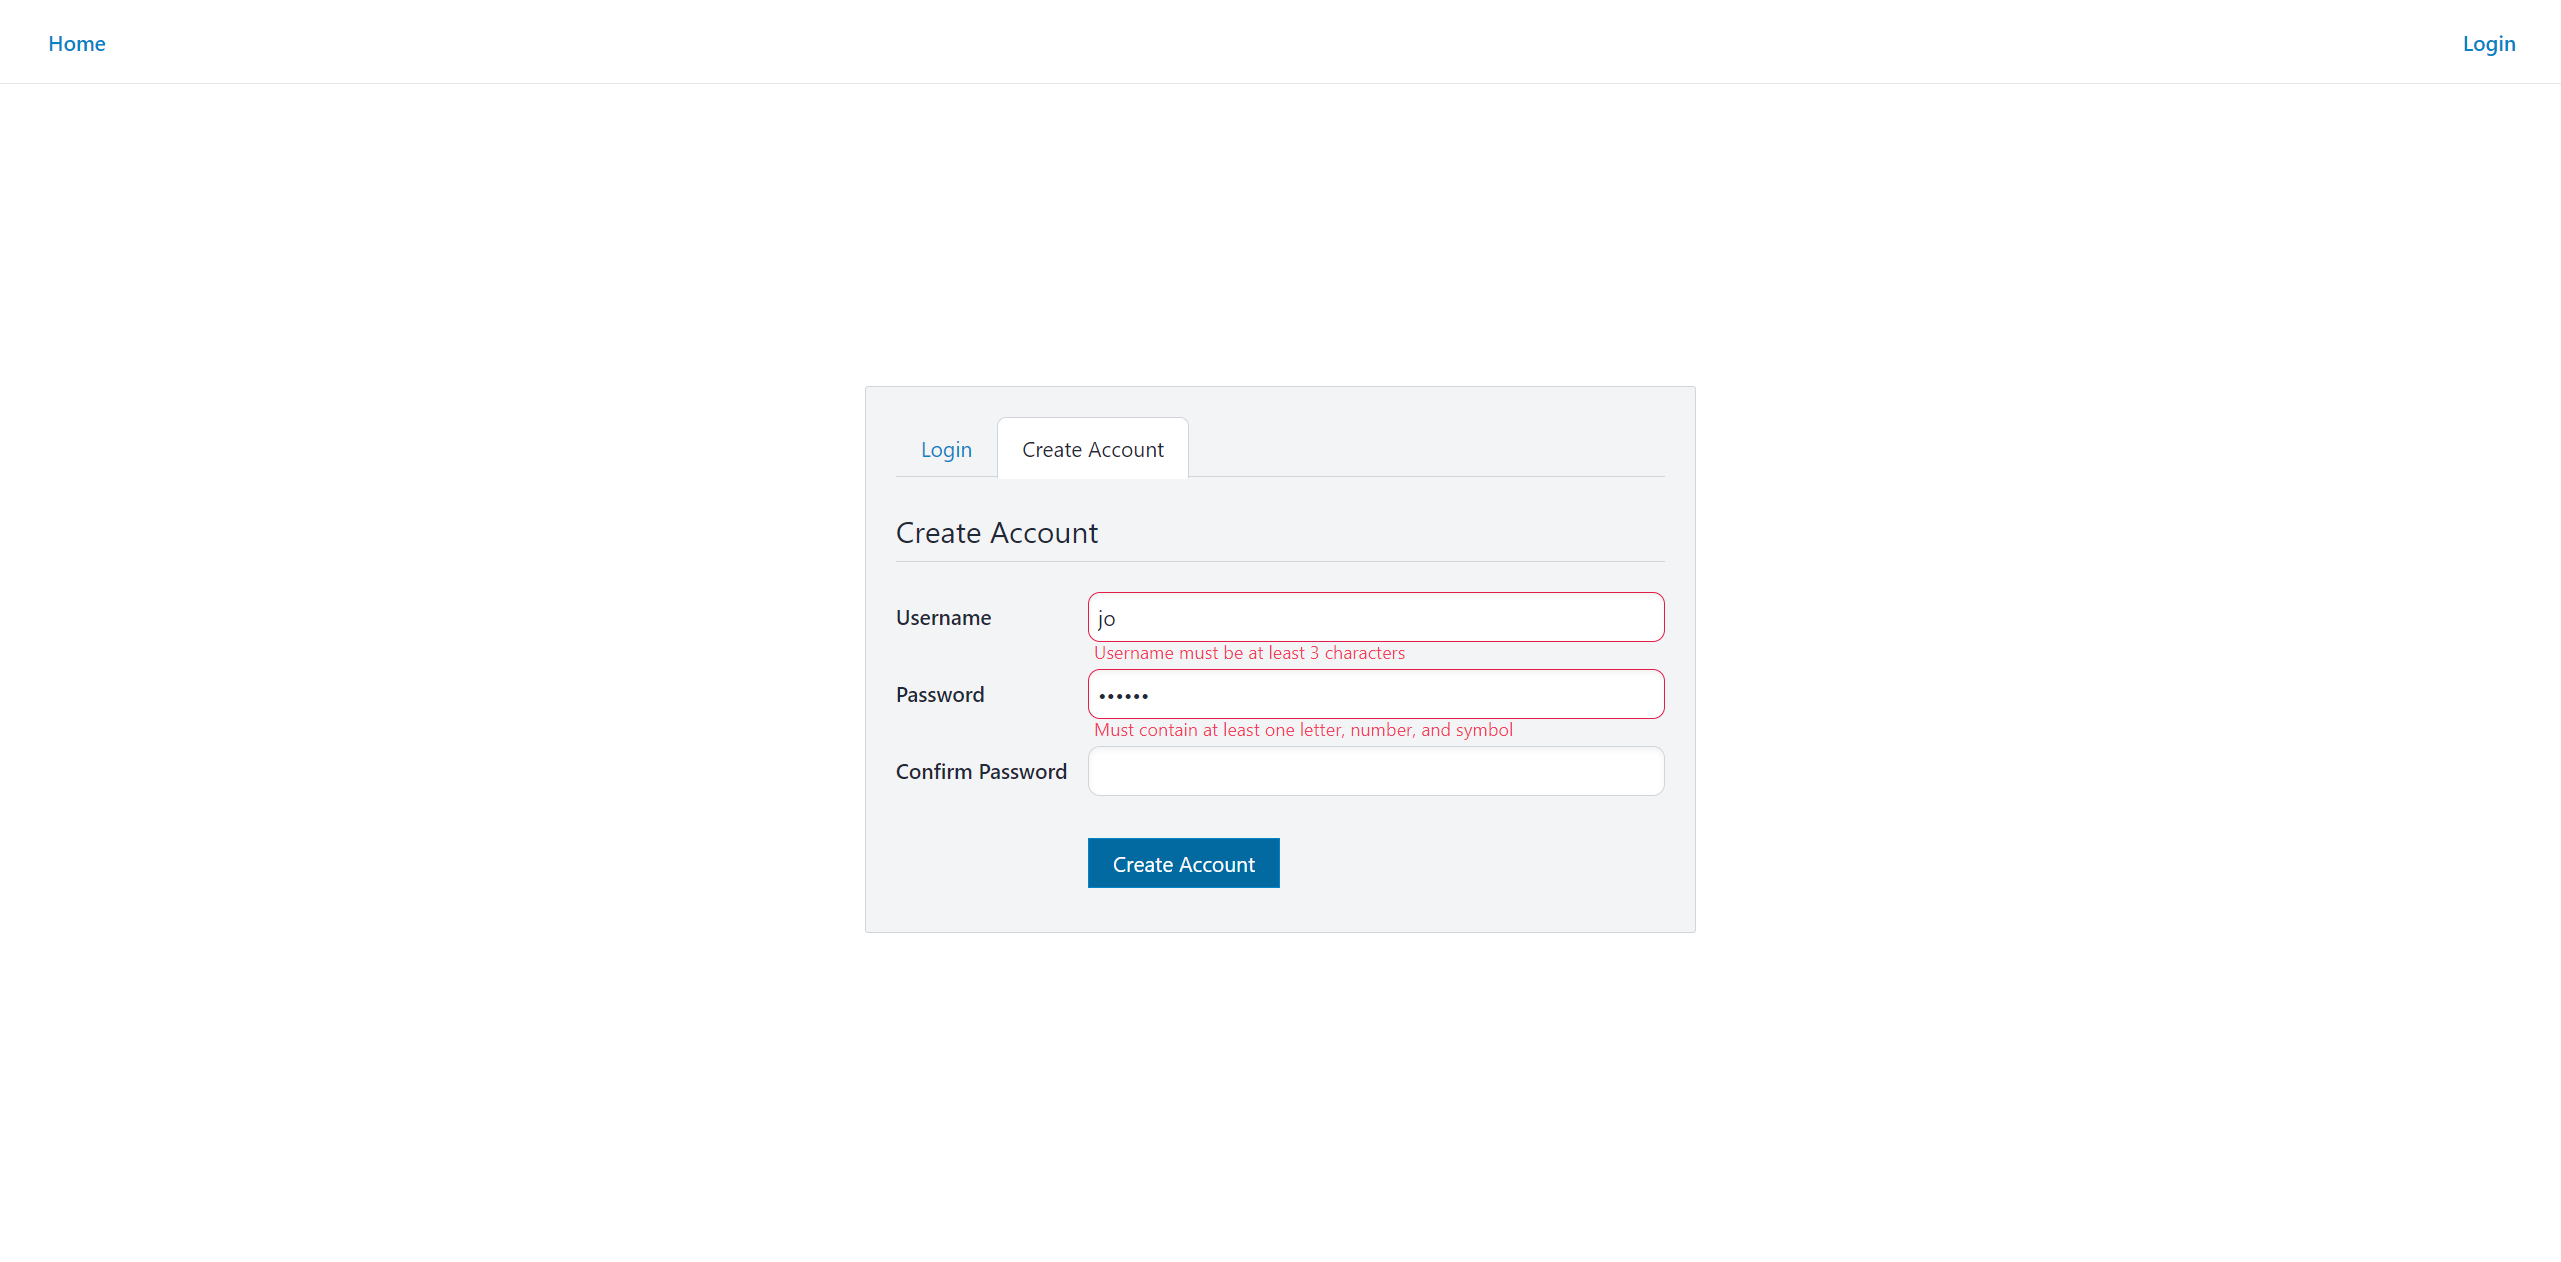 Home Login
Login Create Account
Create Account
Username jo
Username must be at least 3 characters
Password ••••••
Must contain at least one letter, number, and symbol
Confirm Password
Create Account